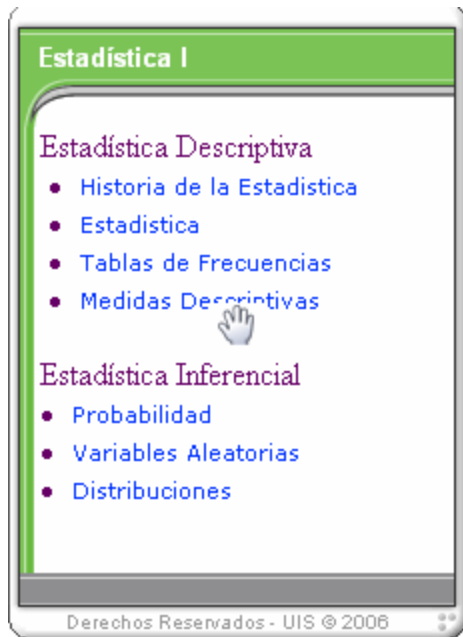 Estadística I
Estadística Descriptiva
Historia de la Estadistica
Estadistica
Tablas de Frecuencias
Medidas Descriptivas
Estadística Inferencial
Probabilidad
Variables Aleatorias
Distribuciones
Derechos Reservados - UIS @ 2006